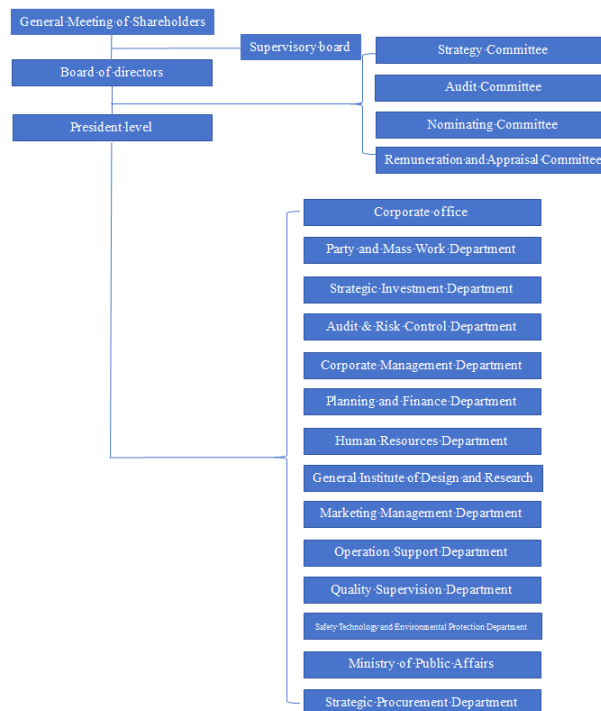 General Meeting of Shareholders
Supervisory board
Board of directors
President level
Strategy Committee
Audit Committee
Nominating Committee
Remuneration and Appraisal Committee
Corporate office
Party and Mass Work Department
Strategic Investment Department
Audit & Risk Control Department
Corporate Management Department
Planning and Finance Department
Human Resources Department
General Institute of Design and Research
Marketing Management Department
Operation Support Department
Quality Supervision Department
Safety Technology and Environmental Protection Department
Ministry of Public Affairs
Strategic Procurement Department